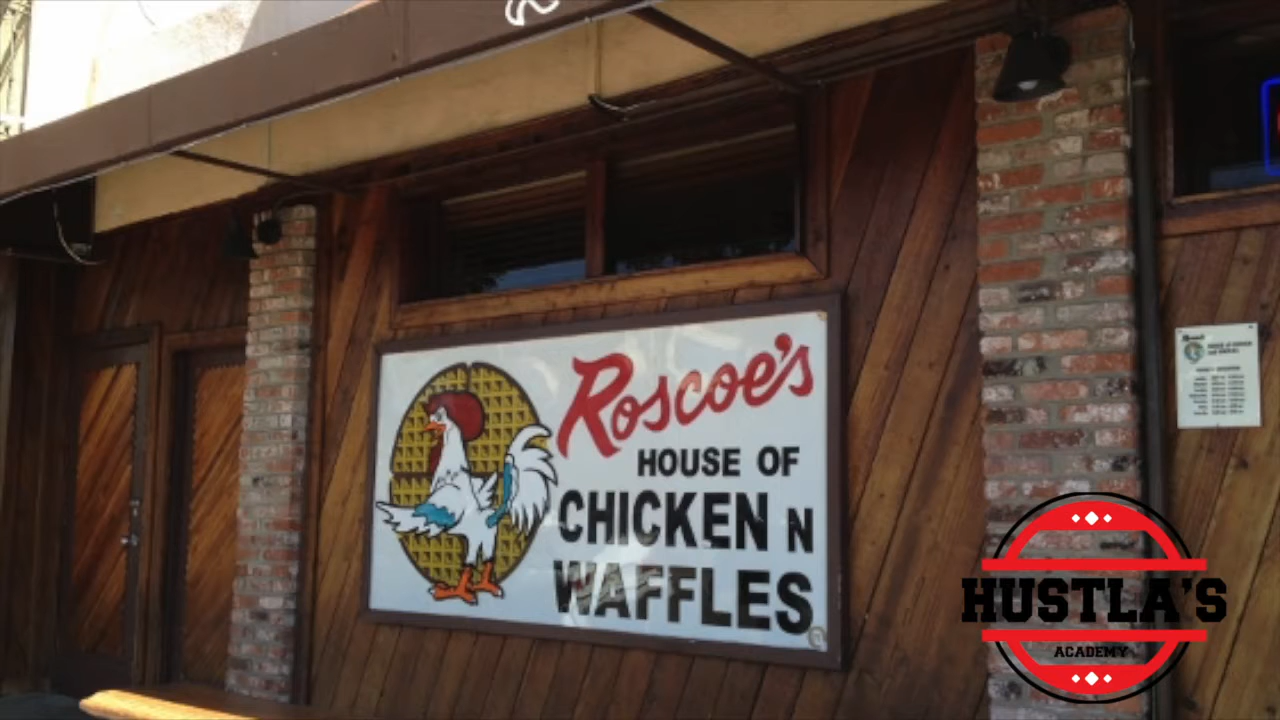 Roscoe's
HOUSE OF
CHICKEN N
WAFFLES
HUSTLA'S
ACADEMY